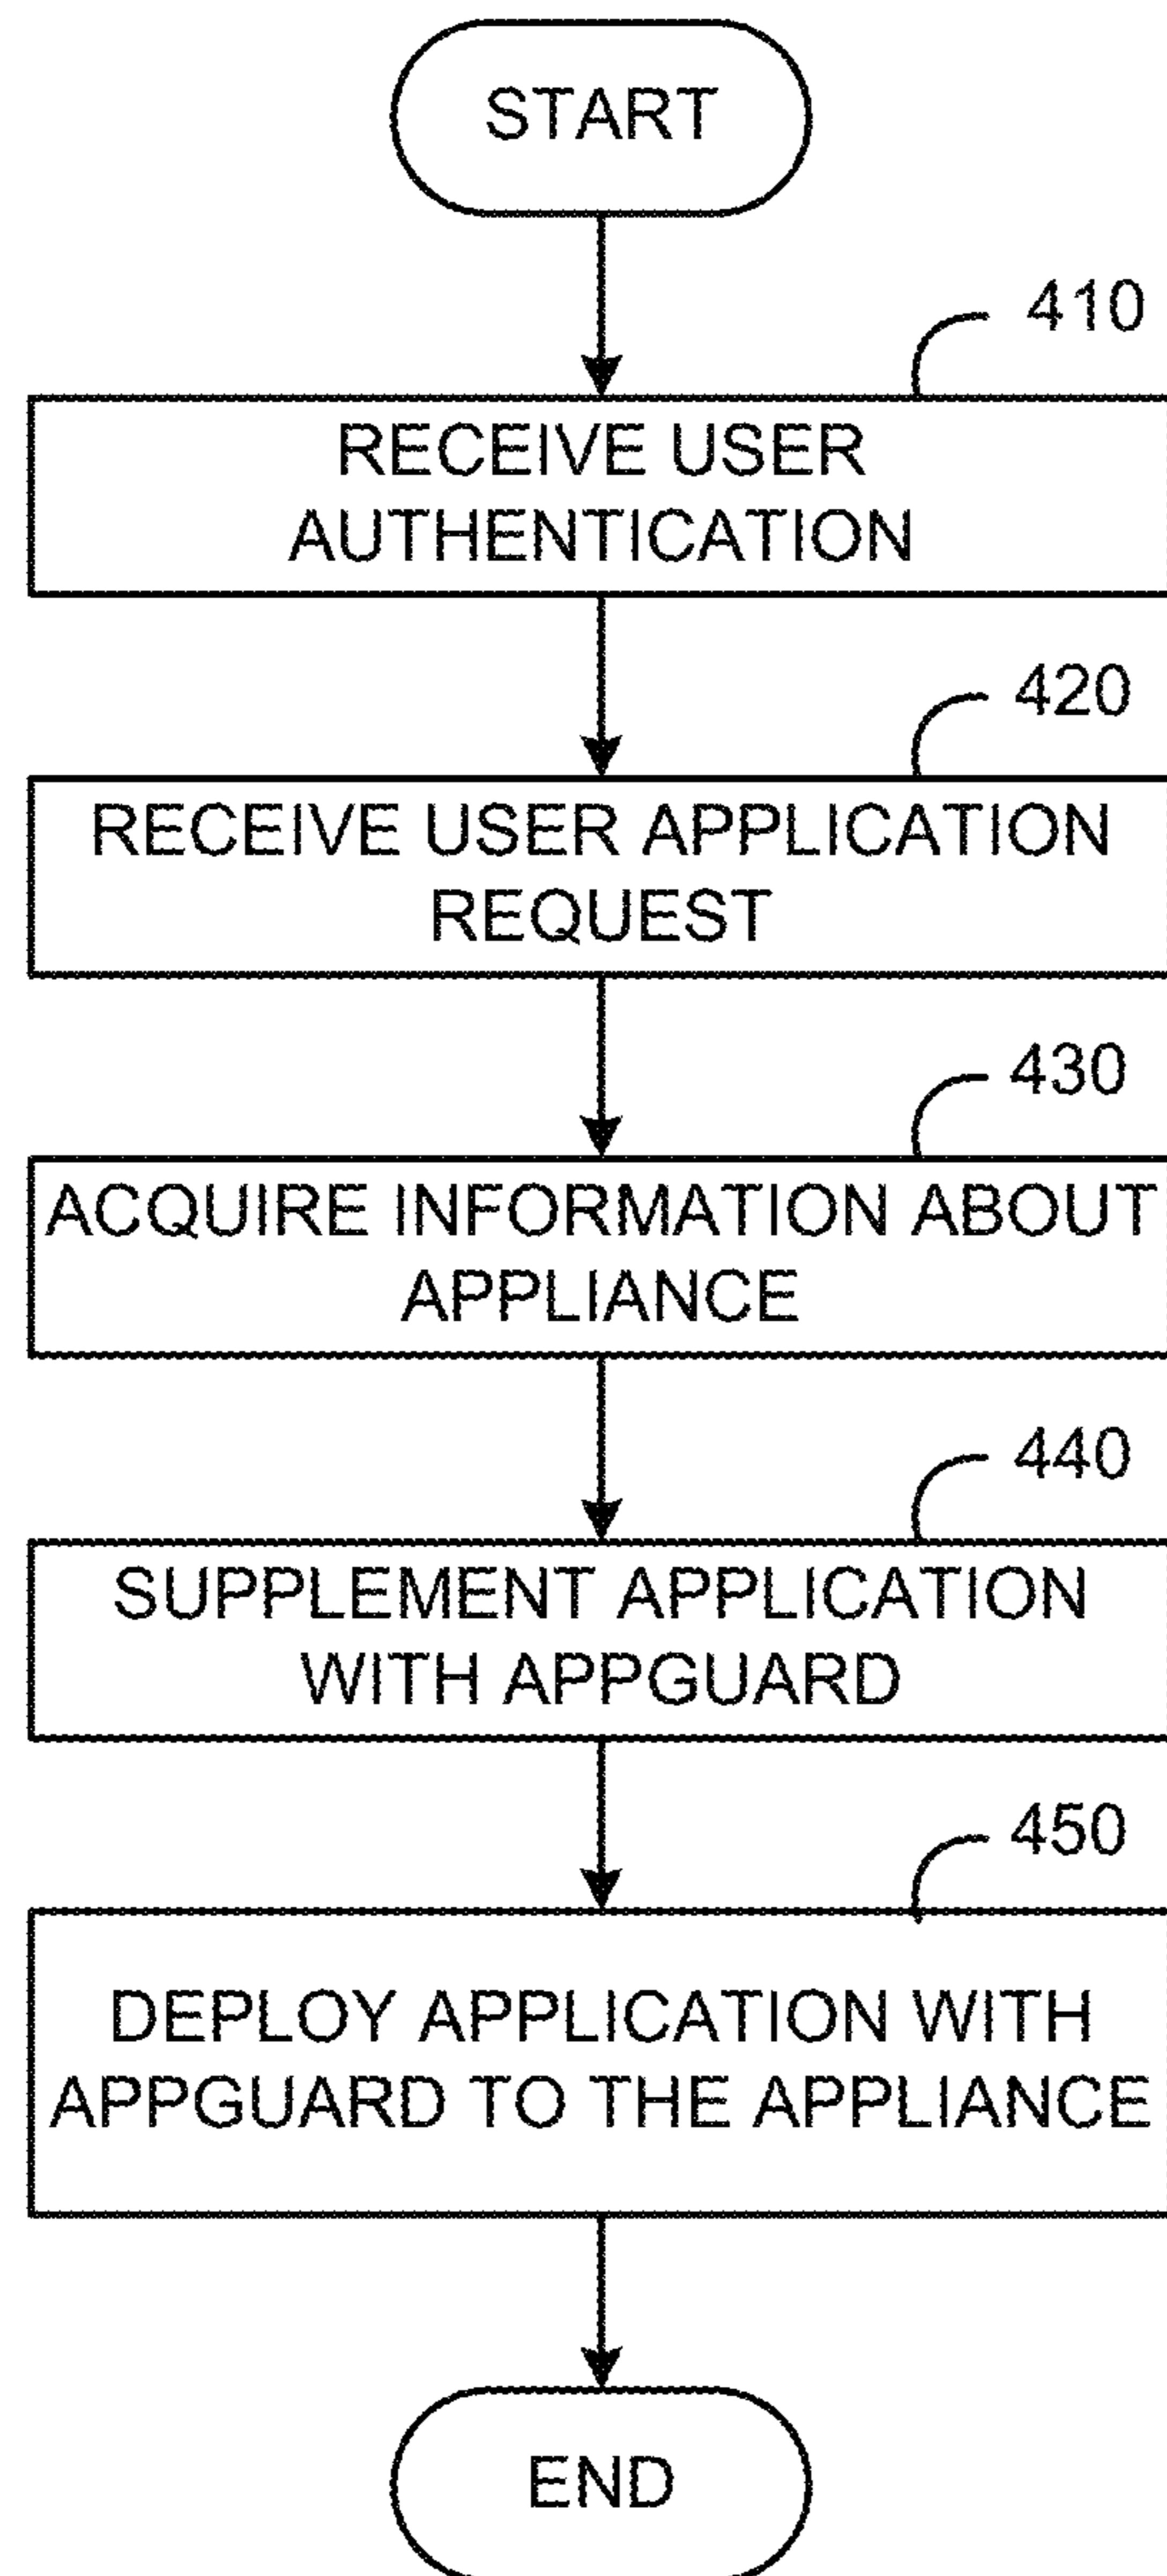 START
410
RECEIVE USER
AUTHENTICATION
420
RECEIVE USER APPLICATION
REQUEST
430
ACQUIRE INFORMATION ABOUT
APPLIANCE
440
SUPPLEMENT APPLICATION
WITH APPGUARD
450
DEPLOY APPLICATION WITH
APPGUARD TO THE APPLIANCE
END